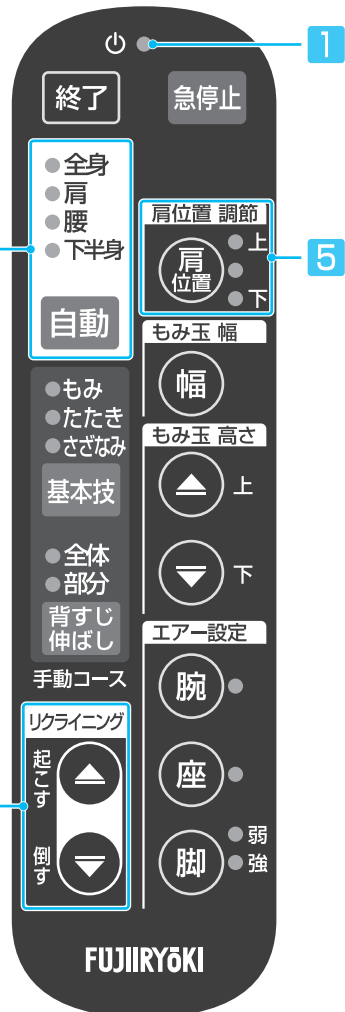 1
終了
急停止
全身
肩
腰
下半身
自動
肩位置 調節
肩
位置
上
下
5
もみ玉 幅
幅
もみ
たたき
さざなみ
基本技
全体
部分
背すじ
伸ばし
手動コース
もみ玉 高さ
上
下
エアー設定
腕
座
脚
弱
強
リクライニング
起こす
倒す
FUJIIRYŌKI